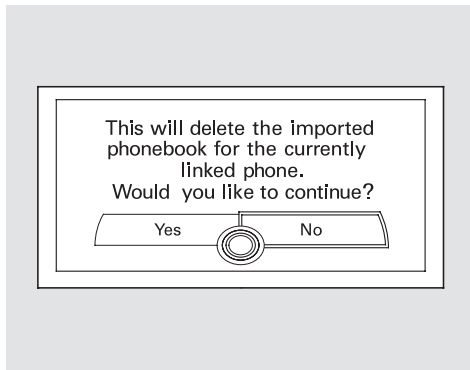 This will delete the imported
phonebook for the currently
linked phone.
Would you like to continue?
Yes
No